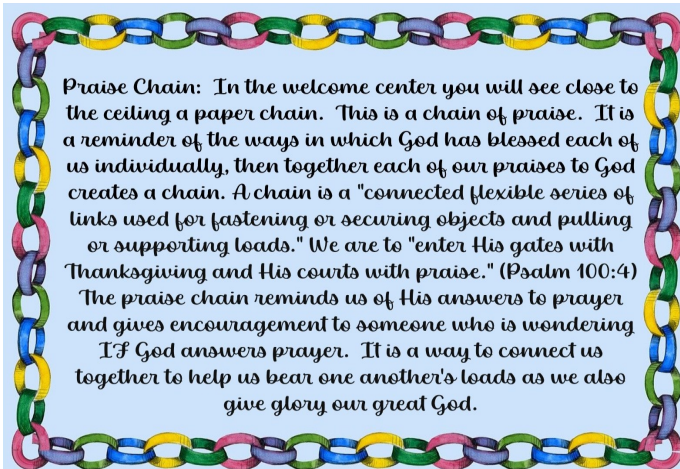 Praise Chain: In the welcome center you will see close to
the ceiling a paper chain. This is a chain of praise. It is
a reminder of the ways in which God has blessed each of
us individually, then together each of our praises to God
creates a chain. A chain is a "connected flexible series of
links used for fastening or securing objects and pulling
or supporting loads." We are to "enter His gates with
Thanksgiving and His courts with praise." (Psalm 100:4)
The praise chain reminds us of His answers to prayer
and gives encouragement to someone who is wondering
IF God answers prayer. It is a way to connect us
together to help us bear one another's loads as we also
give glory our great God.